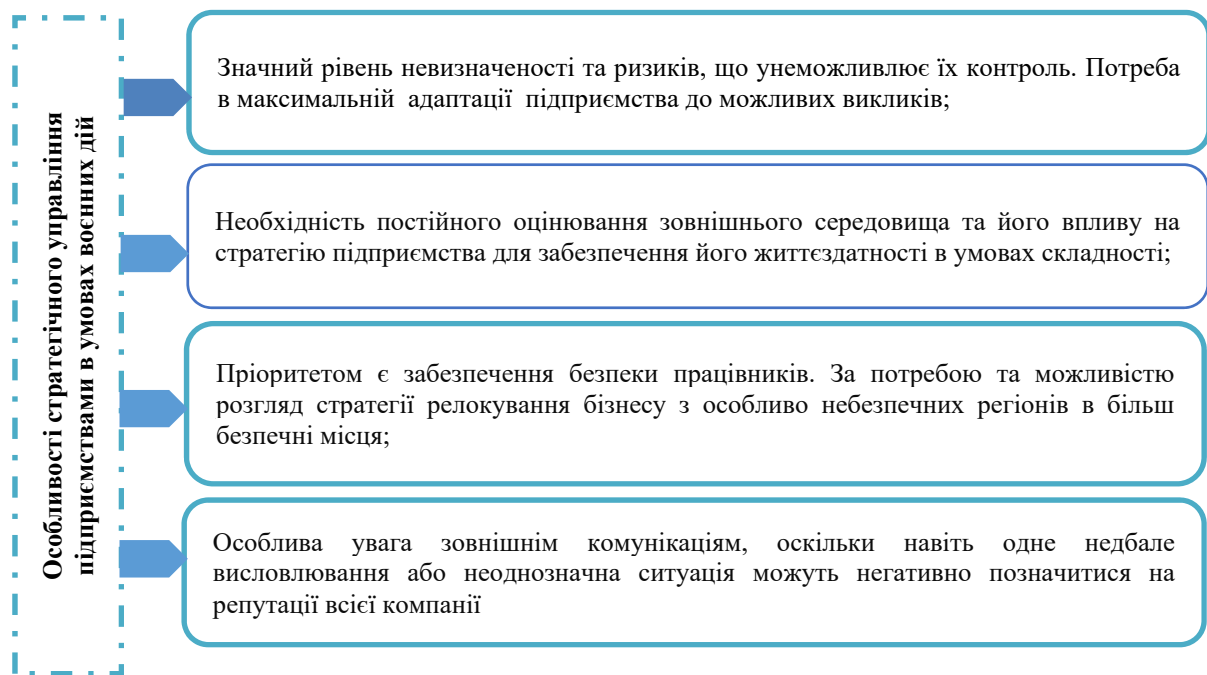 Особливості стратегічного управління
підприємствами в умовах воєнних дій
Значний рівень невизначеності та ризиків, що унеможливлює їх контроль. Потреба
в максимальній адаптації підприємства до можливих викликів;
Необхідність постійного оцінювання зовнішнього середовища та його впливу на
стратегію підприємства для забезпечення його життєздатності в умовах складності;
Пріоритетом є забезпечення безпеки працівників. За потребою та можливістю
розгляд стратегії релокування бізнесу з особливо небезпечних регіонів в більш
безпечні місця;
Особлива увага зовнішнім комунікаціям, оскільки навіть одне недбале
висловлювання або неоднозначна ситуація можуть негативно позначитися на
репутації всієї компанії